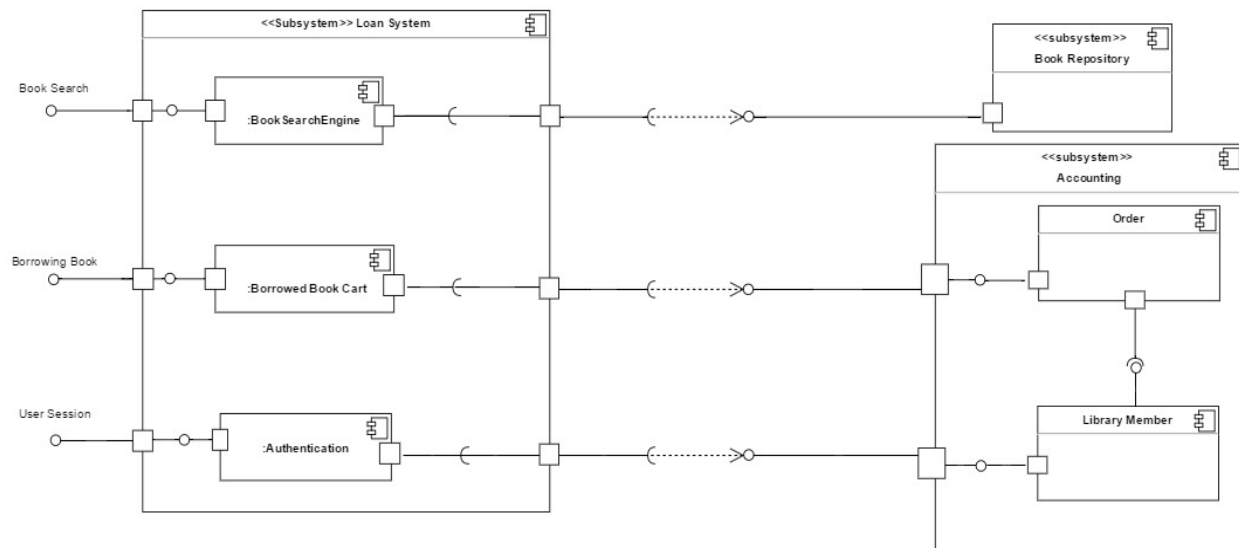 <<Subsystem>> Loan System
<<subsystem>>
Book Repository
Book Search
:BookSearchEngine
<<subsystem>>
Accounting
Order
Borrowing Book
:Borrowed Book Cart
User Session
:Authentication
Library Member